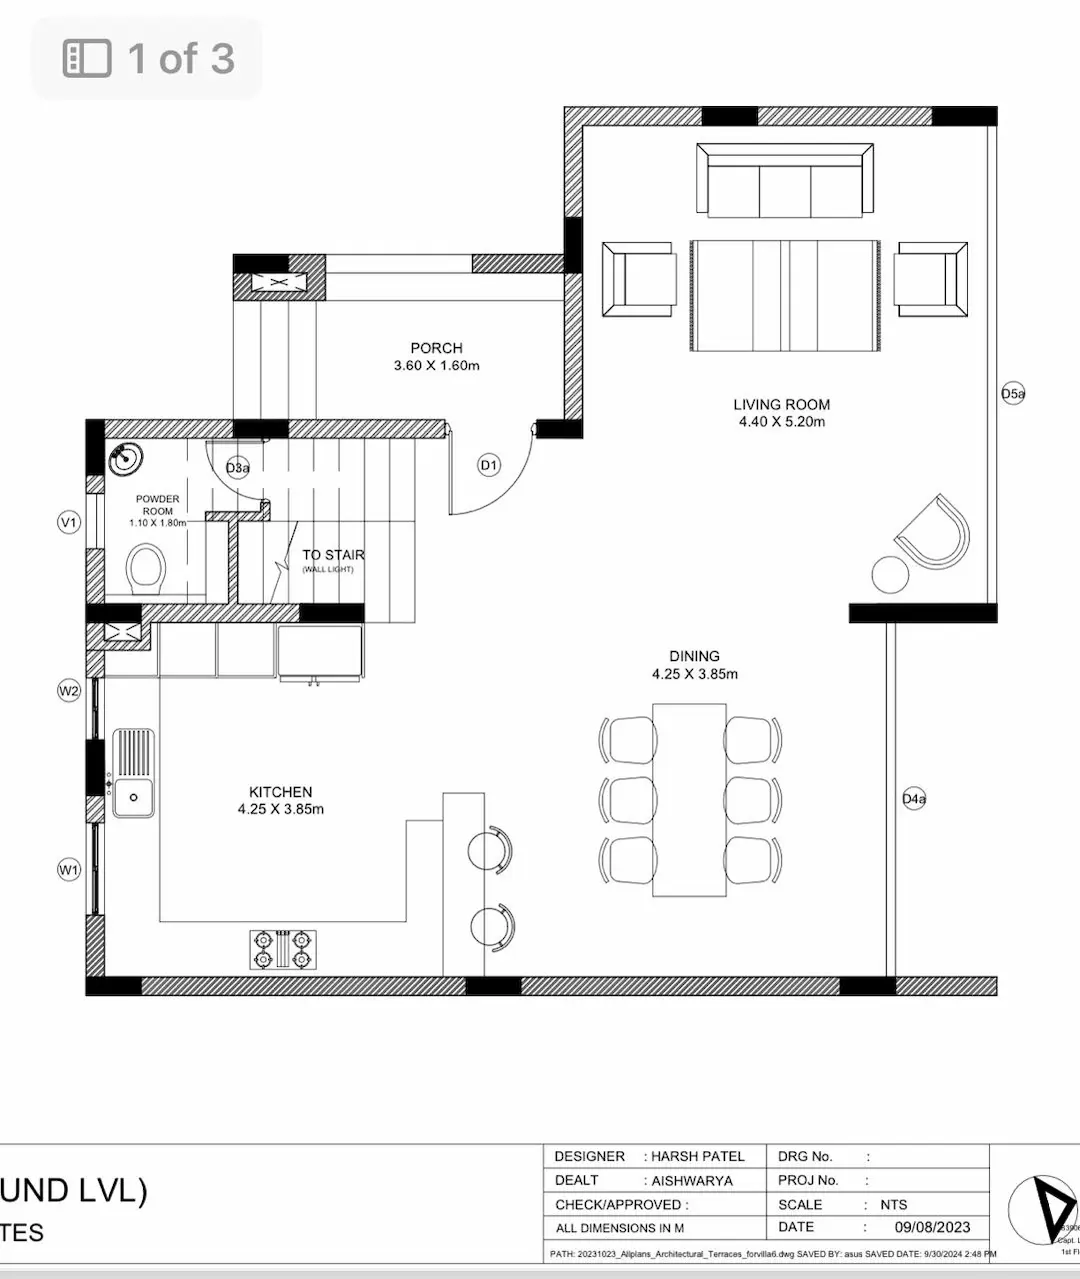 1 of 3
PORCH
3.60 X 1.60m
LIVING ROOM
4.40 X 5.20m
D5a
D1
D3a
POWDER
ROOM
1.10 X 1.80m
V1
TO STAIR
(WALL LIGHT)
DINING
4.25 X 3.85m
W2
KITCHEN
4.25 X 3.85m
D4a
W1
UND LVL)
TES
DESIGNER : HARSH PATEL
DEALT : AISHWARYA
CHECK/APPROVED :
ALL DIMENSIONS IN M
DRG No. :
PROJ No. :
SCALE : NTS
DATE : 09/08/2023
PATH: 20231023_Allplans_Architectural_Terraces_forvilla6.dwg SAVED BY: asus SAVED DATE: 9/30/2024 2:48 PM
Capt. L
1st Fl